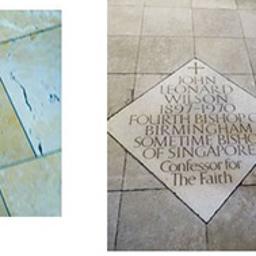 JOHN
LEONARD
WILSON
1897–1970
FOURTH BISHOP OF
BIRMINGHAM
SOMETIME BISHOP
OF SINGAPORE
Confessor for
The Faith